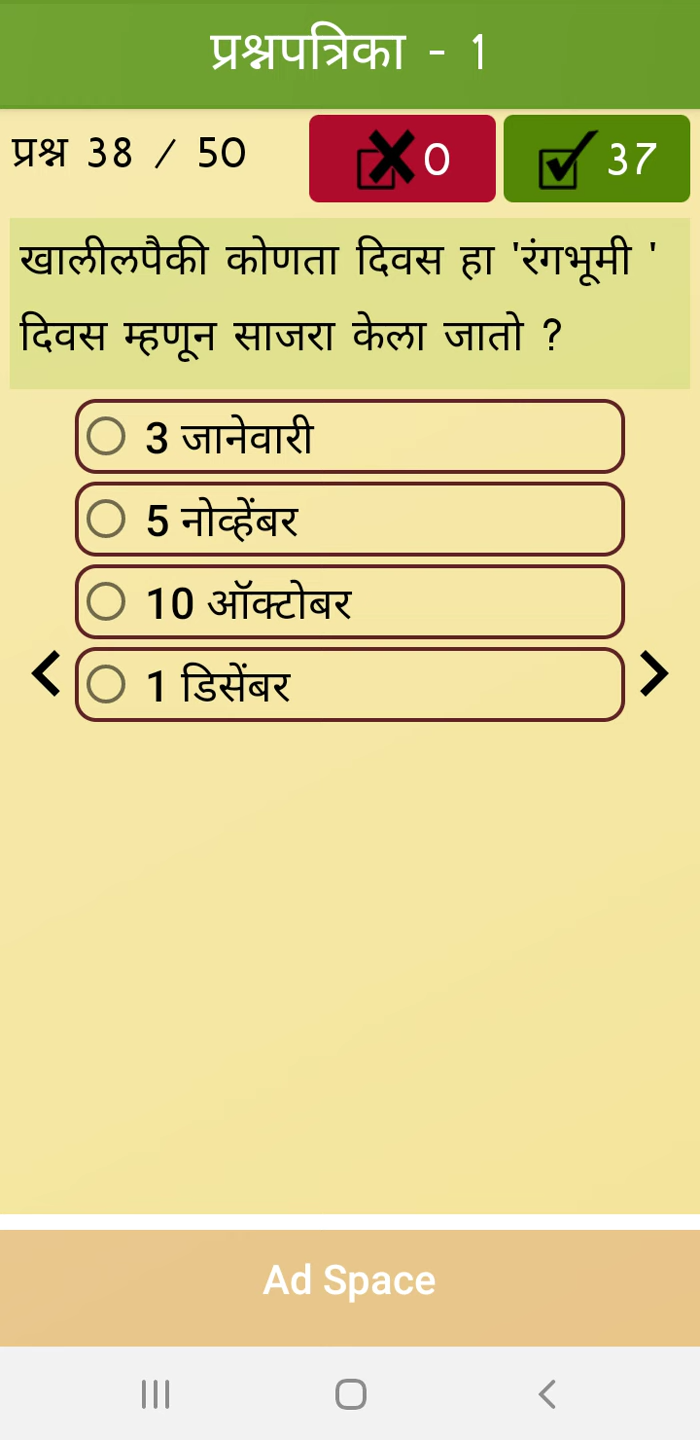 प्रश्नपत्रिका - 1
प्रश्न 38 / 50
0
37
खालीलपैकी कोणता दिवस हा 'रंगभूमी '
दिवस म्हणून साजरा केला जातो ?
3 जानेवारी
5 नोव्हेंबर
10 ऑक्टोबर
1 डिसेंबर
Ad Space